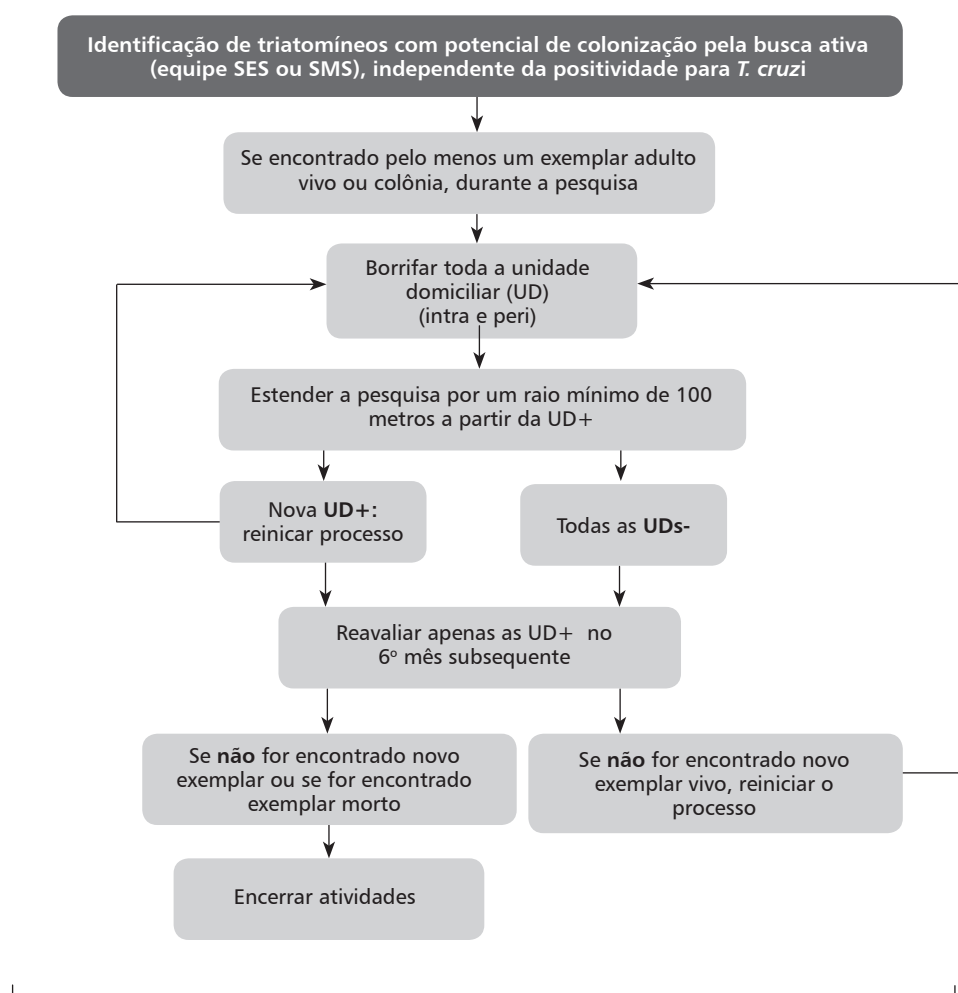 Identificação de triatomíneos com potencial de colonização pela busca ativa
(equipe SES ou SMS), independente da positividade para T. cruzi
Se encontrado pelo menos um exemplar adulto
vivo ou colônia, durante a pesquisa
Borrifar toda a unidade
domiciliar (UD)
(intra e peri)
Estender a pesquisa por um raio mínimo de 100
metros a partir da UD+
Nova UD+:
reinicar processo
Todas as UDs-
Reavaliar apenas as UD+ no
6º mês subsequente
Se não for encontrado novo
exemplar ou se for encontrado
exemplar morto
Se não for encontrado novo
exemplar vivo, reiniciar o
processo
Encerrar atividades